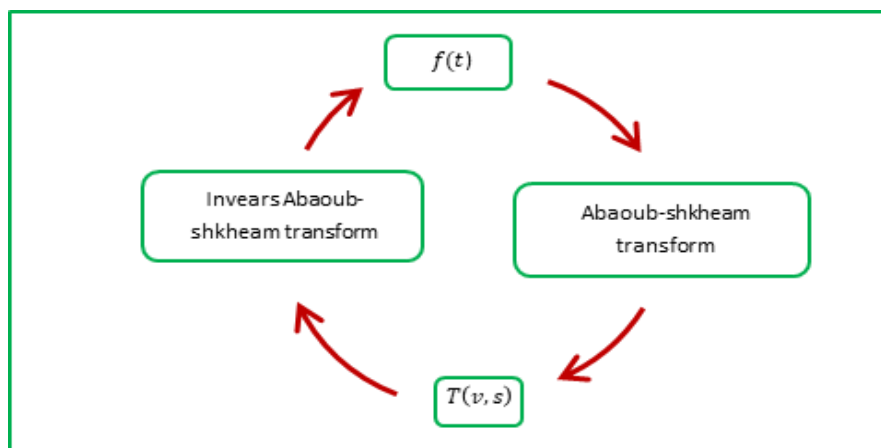 f(t)
Invears Abaoub-
shkheam transform
Abaoub-shkheam
transform
T(v, s)